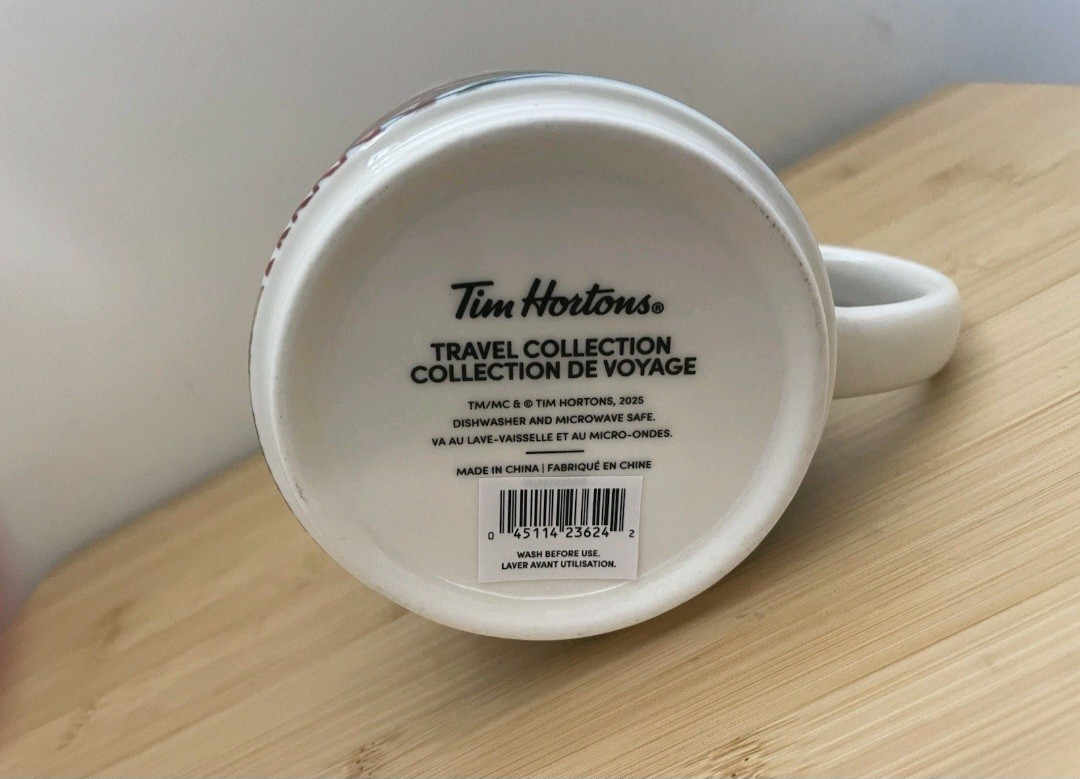 Tim Hortons®
TRAVEL COLLECTION
COLLECTION DE VOYAGE
TM/MC & © TIM HORTONS, 2025
DISHWASHER AND MICROWAVE SAFE.
VA AU LAVE-VAISSELLE ET AU MICRO-ONDES.
MADE IN CHINA | FABRIQUÉ EN CHINE
0 45114 23624 2
WASH BEFORE USE.
LAVER AVANT UTILISATION.